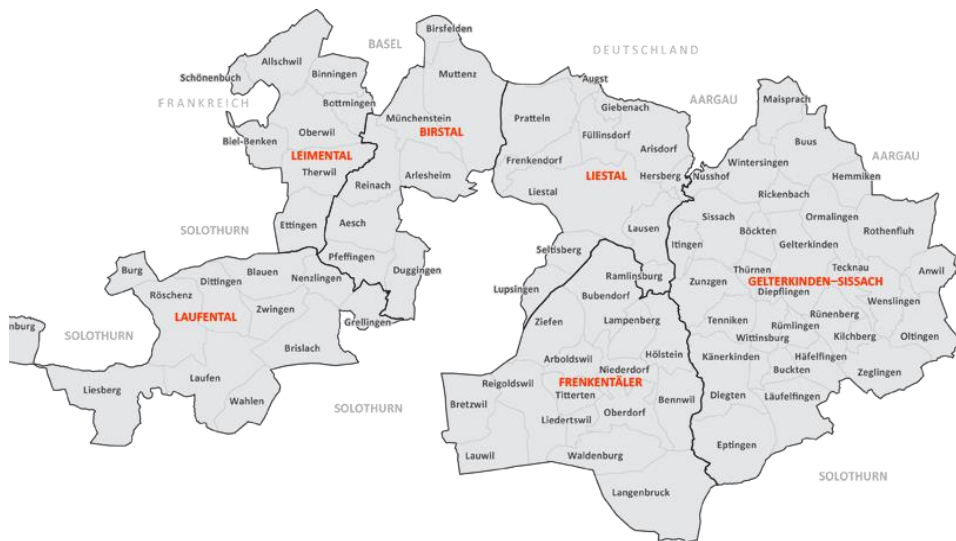 Birsfelden
BASEL
DEUTSCHLAND
Allschwil
Schönenbuch
Binningen
Muttenz
Augst
FRANKREICH
Bottmingen
Giebenach
AARGAU
Maisprach
Münchenstein
Pratteln
BIRSTAL
Oberwil
Füllinsdorf
Buus
Biel-Benken
LEIMENTAL
Arisdorf
AARGAU
Therwil
Frenkendorf
Wintersingen
Arlesheim
LIESTAL
Hersberg
Nusshof
Hemmiken
Reinach
Liestal
Rickenbach
Ettingen
Aesch
Sissach
Ormalingen
SOLOTHURN
Lausen
Böckten
Rothenfluh
Itingen
Gelterkinden
Seltisberg
Pfeffingen
Burg
Blauen
Nenzlingen
Duggingen
Ramlinsburg
Thürnen
Tecknau
Anwil
Dittingen
Zunzgen
GELTERKINDEN–SISSACH
Röschenz
Lupsingen
Bubendorf
Diepflingen
Wenslingen
LAUFENTAL
Zwingen
Grellingen
Ziefen
Lampenberg
Tenniken
Rünenberg
nenburg
SOLOTHURN
Rümlingen
Wittinsburg
Kilchberg
Oltingen
Brislach
Arboldswil
Hölstein
Känerkinden
Häfelfingen
Niederdorf
Buckten
Zeglingen
Laufen
Reigoldswil
FRENKENTÄLER
Liesberg
Titterten
Bennwil
Diegten
Läufelfingen
Wahlen
SOLOTHURN
Bretzwil
Oberdorf
Liedertswil
Eptingen
Lauwil
Waldenburg
SOLOTHURN
Langenbruck